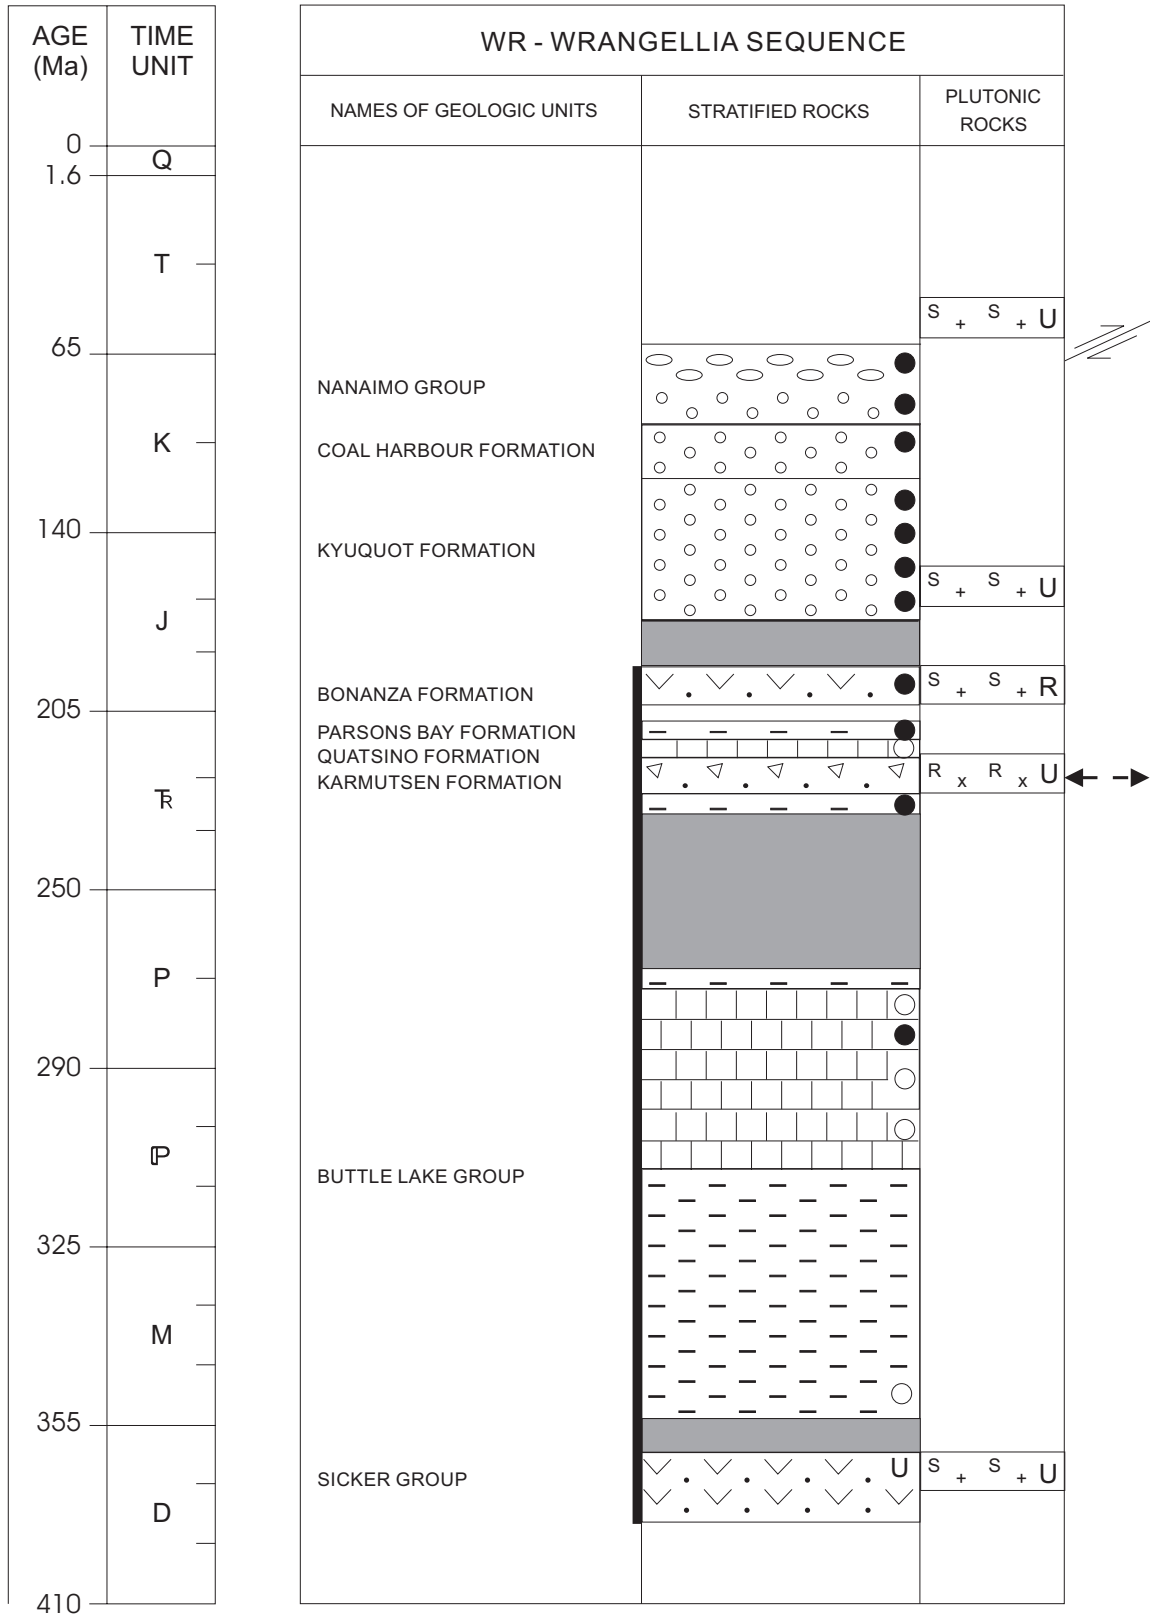 AGE
(Ma)
TIME
UNIT
WR - WRANGELLIA SEQUENCE
NAMES OF GEOLOGIC UNITS
STRATIFIED ROCKS
PLUTONIC
ROCKS
0
Q
1.6
T
S + S + U
65
NANAIMO GROUP
K
COAL HARBOUR FORMATION
140
KYUQUOT FORMATION
S + S + U
J
BONANZA FORMATION
S + S + R
205
PARSONS BAY FORMATION
QUATSINO FORMATION
KARMUTSEN FORMATION
R x R x U
TR
250
P
290
P
BUTTLE LAKE GROUP
325
M
355
SICKER GROUP
U
S + S + U
D
410